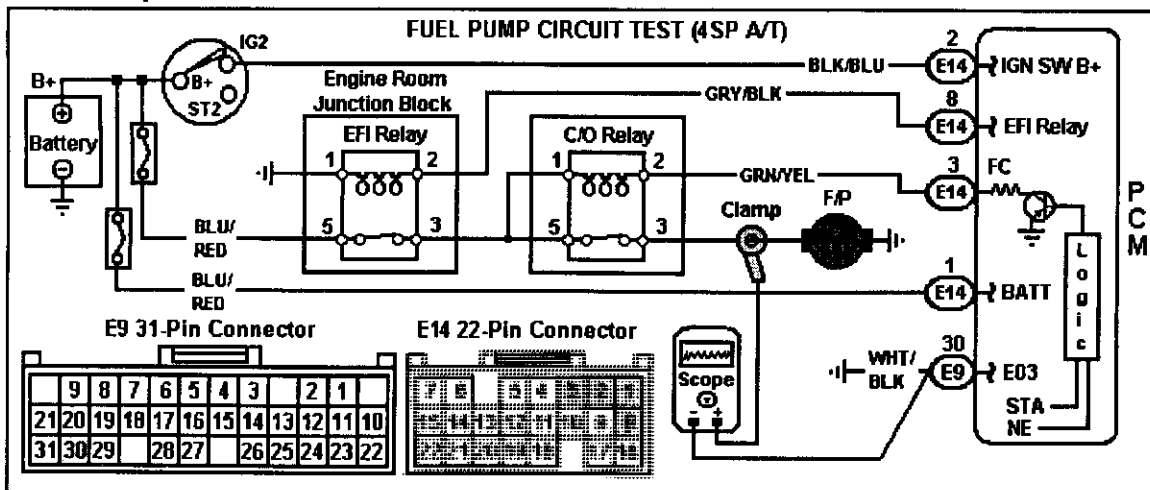 FUEL PUMP CIRCUIT TEST (4SP A/T)
IG2
B+
B+
ST2
Battery
Engine Room
Junction Block
EFI Relay
1
2
5
3
C/O Relay
1
2
5
3
BLK/BLU
GRY/BLK
GRN/YEL
BLU/
RED
BLU/
RED
Clamp
F/P
2
E14
IGN SW B+
8
E14
EFI Relay
3
E14
FC
1
E14
BATT
30
E9
E03
WHT/
BLK
STA
NE
Logic
PCM
Scope
- +
E9 31-Pin Connector
9 8 7 6 5 4 3 2 1
21 20 19 18 17 16 15 14 13 12 11 10
31 30 29 28 27 26 25 24 23 22
E14 22-Pin Connector